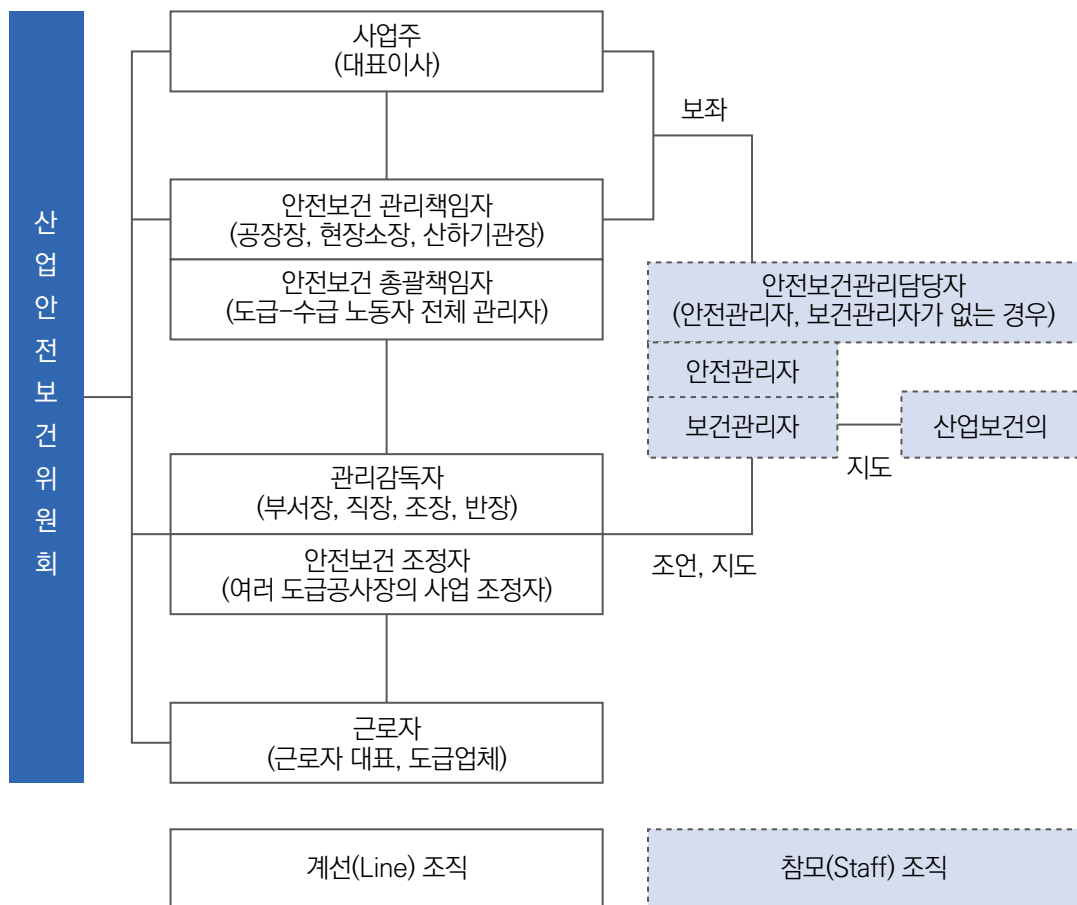 산업안전보건위원회
사업주
(대표이사)
보좌
안전보건 관리책임자
(공장장, 현장소장, 산하기관장)
안전보건 총괄책임자
(도급-수급 노동자 전체 관리자)
안전보건관리담당자
(안전관리자, 보건관리자가 없는 경우)
안전관리자
보건관리자
산업보건의
지도
관리감독자
(부서장, 직장, 조장, 반장)
안전보건 조정자
(여러 도급공사장의 사업 조정자)
조언, 지도
근로자
(근로자 대표, 도급업체)
계선(Line) 조직
참모(Staff) 조직